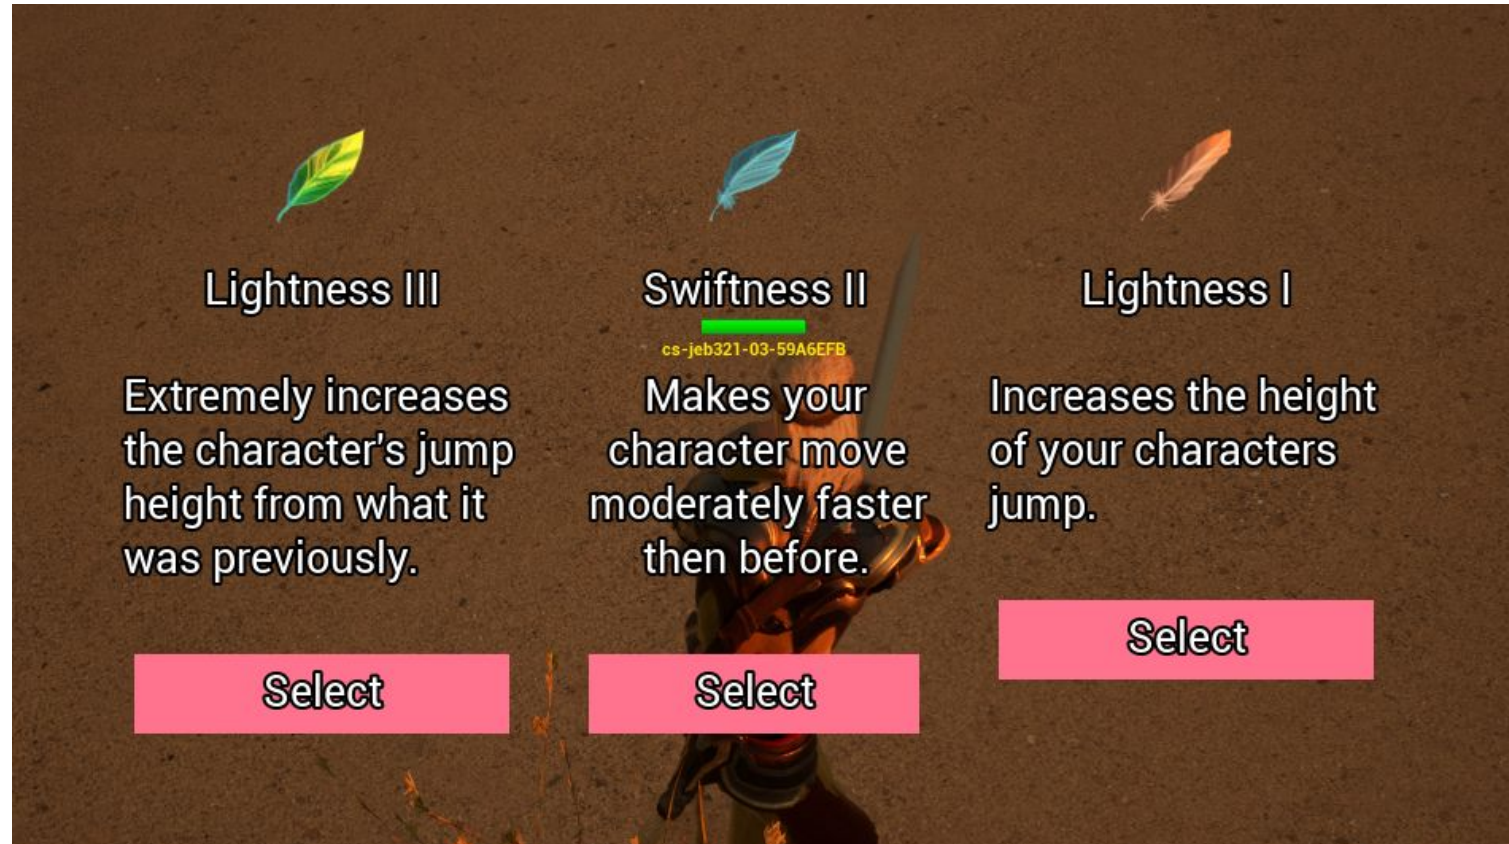 Lightness III
Extremely increases
the character's jump
height from what it
was previously.
Select
Swiftness II
cs-jeb321-03-59A6EFB
Makes your
character move
moderately faster
then before.
Select
Lightness I
Increases the height
of your characters
jump.
Select